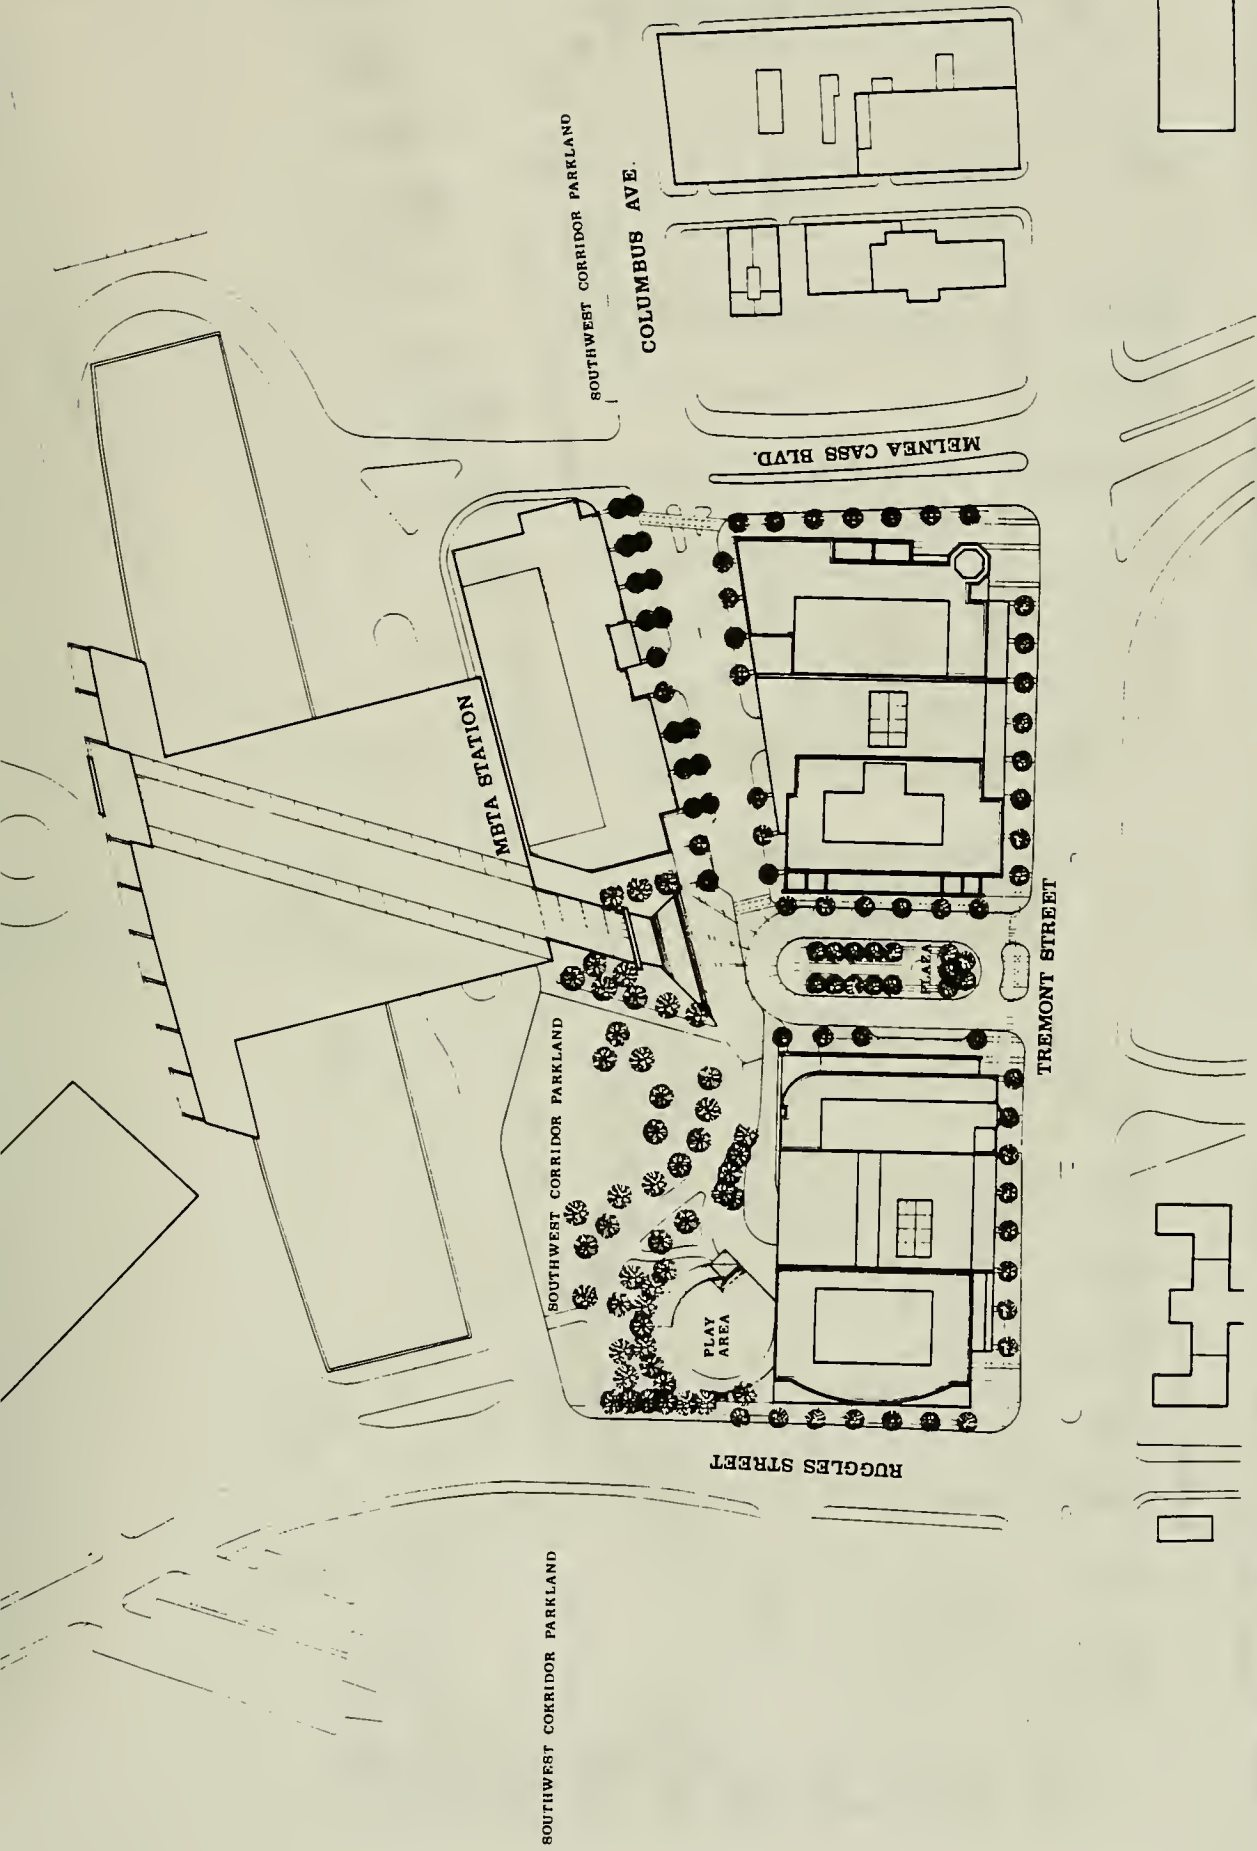 SOUTHWEST CORRIDOR PARKLAND
COLUMBUS AVE.
MELNEA CASS BLVD.
MBTA STATION
PLAZA
TREMONT STREET
SOUTHWEST CORRIDOR PARKLAND
PLAY
AREA
RUGGLES STREET
SOUTHWEST CORRIDOR PARKLAND